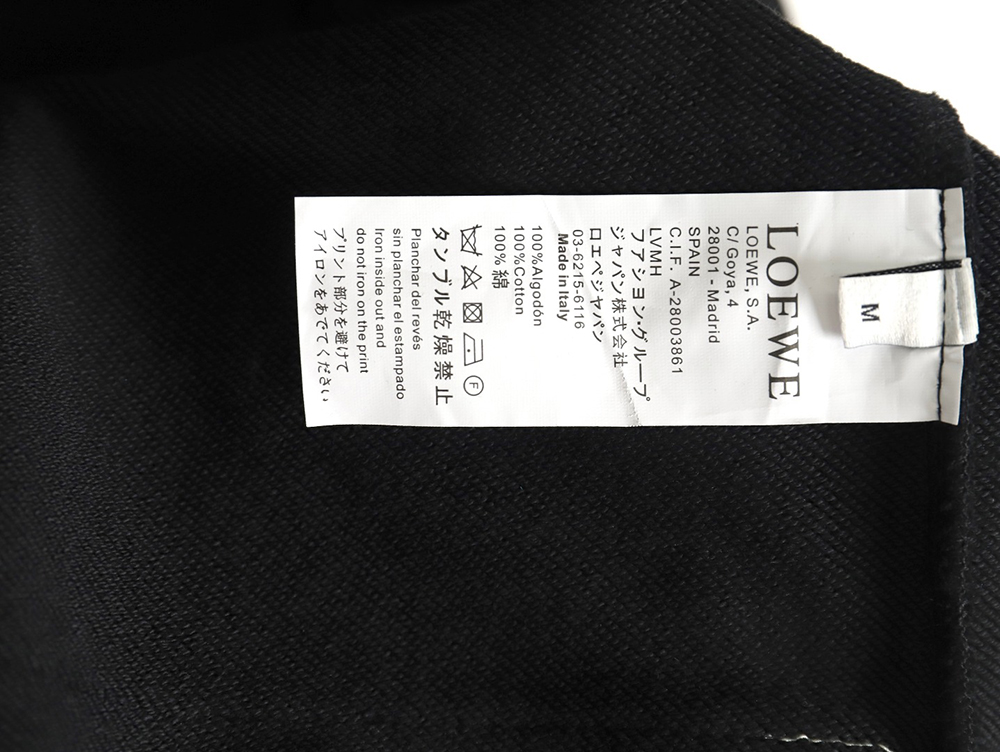 LOEWE
LOEWE, S.A.
C/Goya, 4
28001 - Madrid
SPAIN
C.I.F. A-28003861
LVMH
ファション·グループ
ジャパン株式会社
ロエベジャパン
03-6215-6116
Made in Italy
100%Algodón
100%Cotton
100%綿
F
タンブル乾燥禁止
Planchar del revés
sin planchar el estampado
Iron inside out and
do not iron on the print
プリント部分を避けて
アイロンをあでてください
M